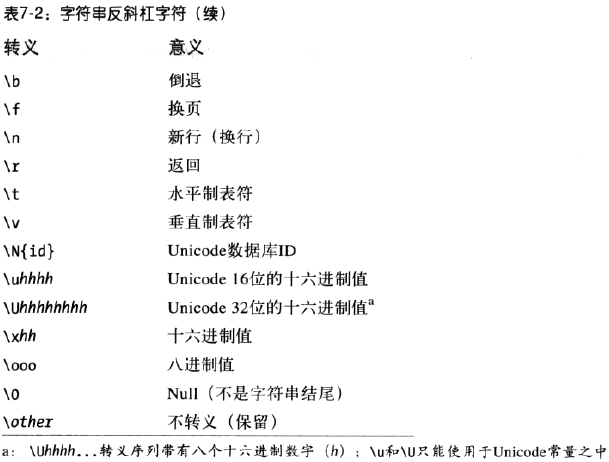 表7-2：字符串反斜杠字符（续）
转义 意义
\b 倒退
\f 换页
\n 新行（换行）
\r 返回
\t 水平制表符
\v 垂直制表符
\N{id} Unicode数据库ID
\uhhhh Unicode 16位的十六进制值
\Uhhhhhhhh Unicode 32位的十六进制值a
\xhh 十六进制值
\ooo 八进制值
\0 Null（不是字符串结尾）
\other 不转义（保留）
a: \Uhhhh...转义序列带有八个十六进制数字（h）；\u和\U只能使用于Unicode常量之中